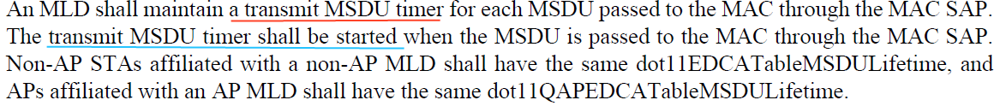 An MLD shall maintain a transmit MSDU timer for each MSDU passed to the MAC through the MAC SAP.
The transmit MSDU timer shall be started when the MSDU is passed to the MAC through the MAC SAP.
Non-AP STAs affiliated with a non-AP MLD shall have the same dot11EDCATableMSDULifetime, and
APs affiliated with an AP MLD shall have the same dot11QAPEDCATableMSDULifetime.